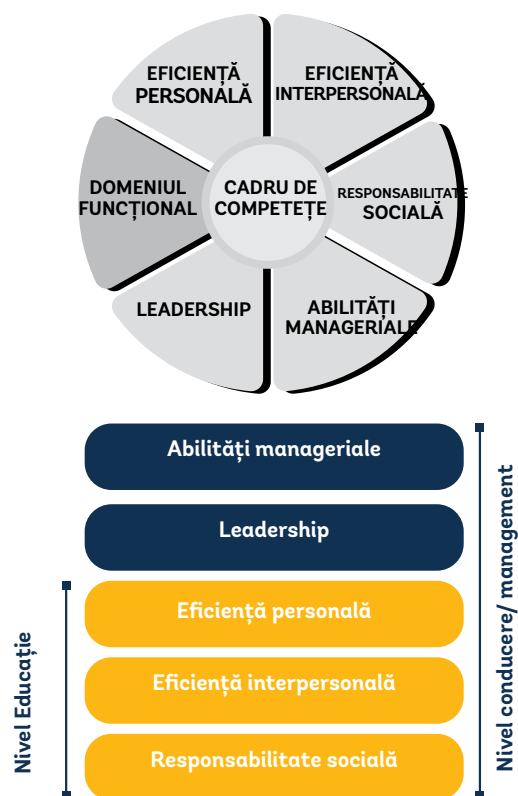 EFICIENȚĂ
PERSONALĂ
EFICIENȚĂ
INTERPERSONALĂ
DOMENIUL
FUNCȚIONAL
CADRU DE
COMPETEȚE
RESPONSABILITATE
SOCIALĂ
LEADERSHIP
ABILITĂȚI
MANAGERIALE
Abilități manageriale
Leadership
Eficiență personală
Eficiență interpersonală
Responsabilitate socială
Nivel Educație
Nivel conducere/ management